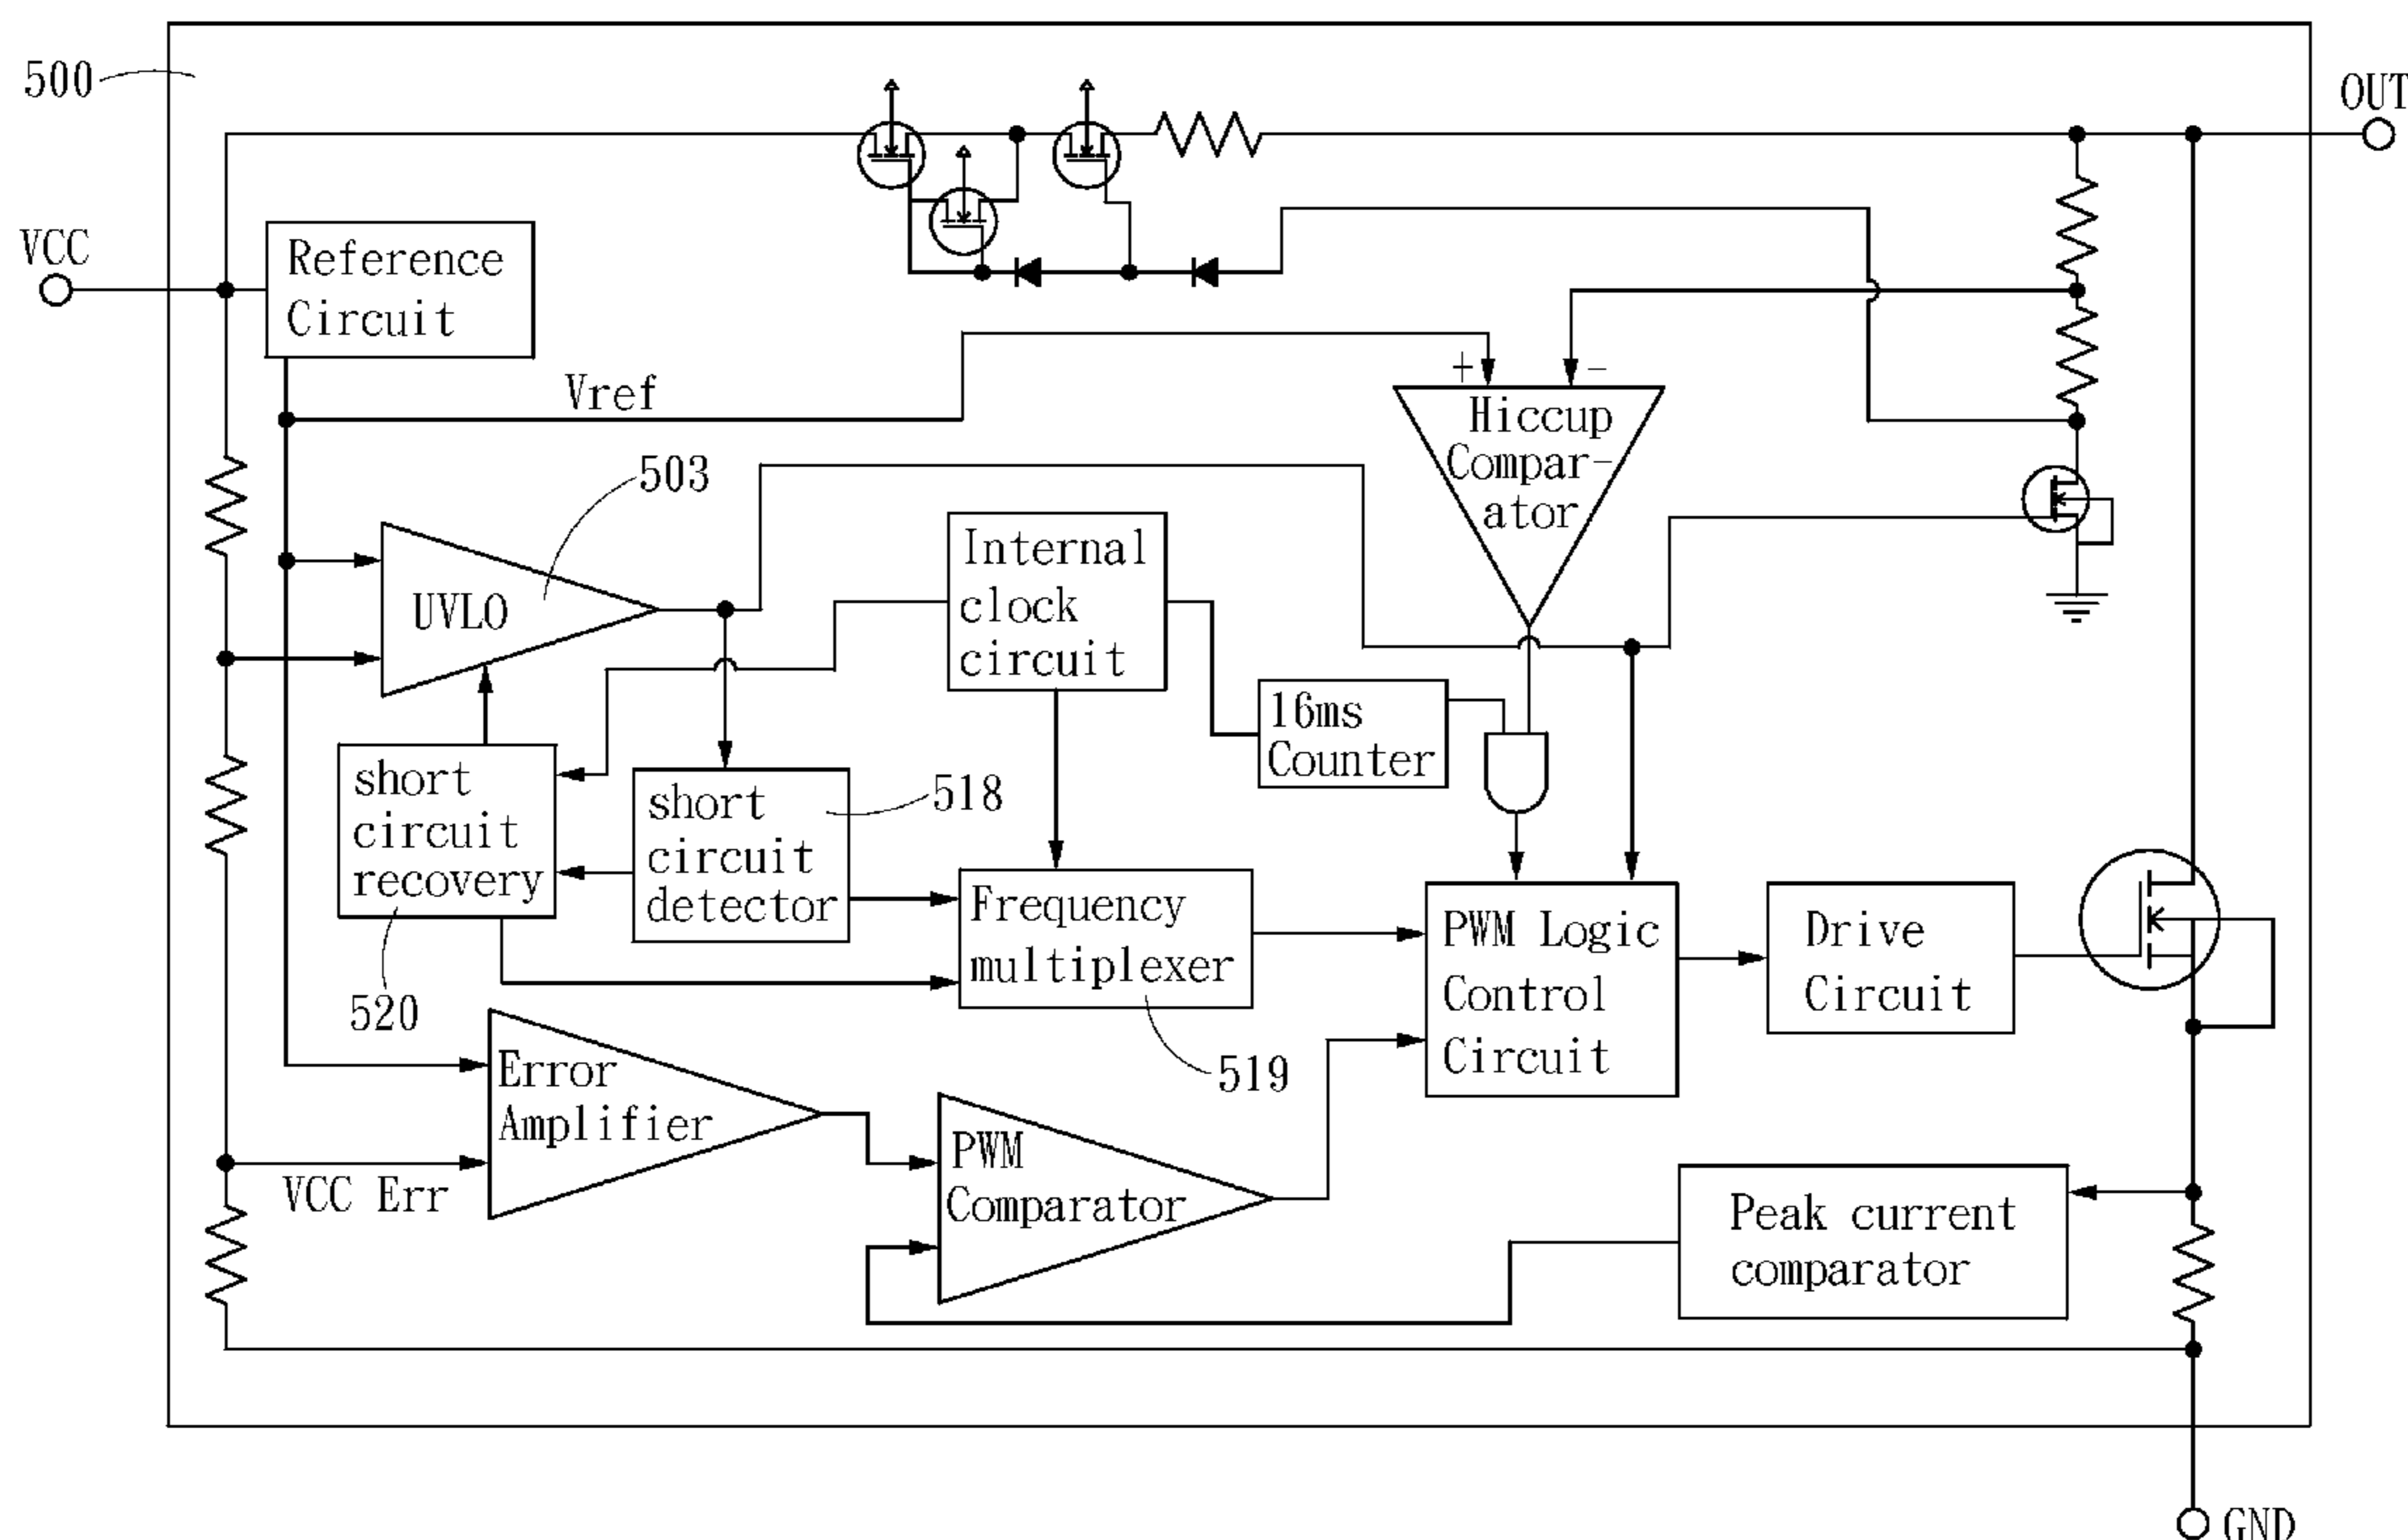 500
OUT
VCC
Reference
Circuit
Vref
+
-
Hiccup
Compar-
ator
503
UVLO
Internal
clock
circuit
16ms
Counter
short
circuit
recovery
short
circuit
detector
518
Frequency
multiplexer
PWM Logic
Control
Circuit
Drive
Circuit
520
519
Error
Amplifier
VCC Err
PWM
Comparator
Peak current
comparator
GND